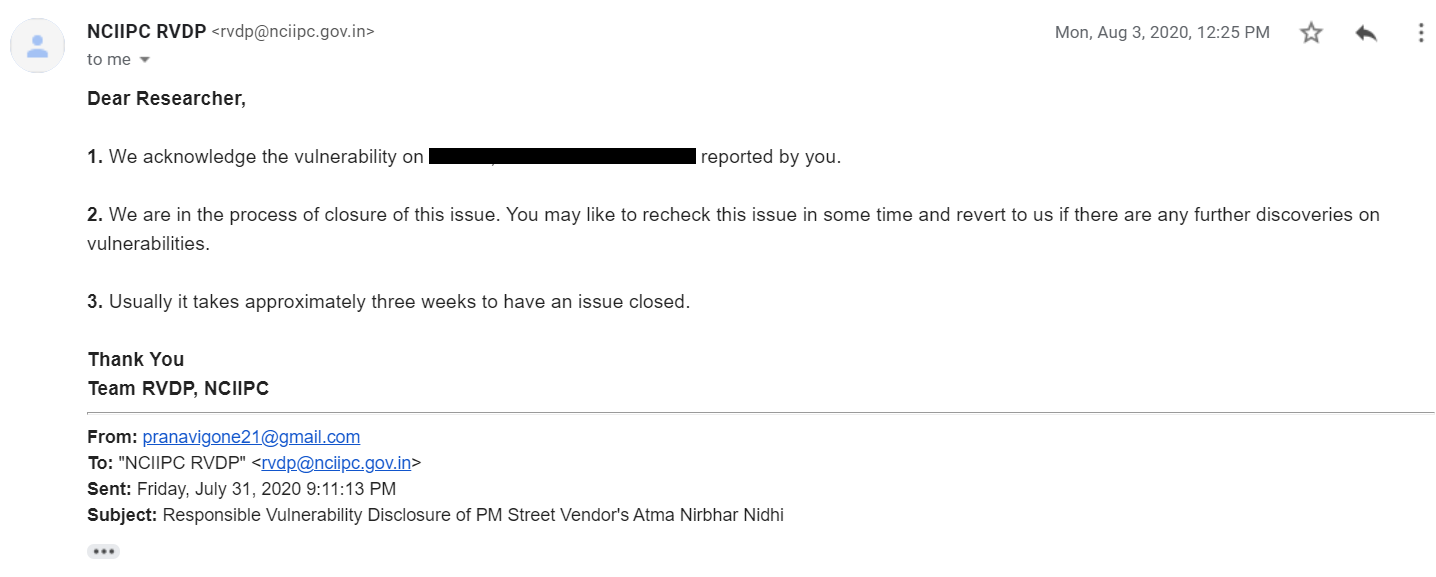 NCIIPC RVDP <rvdp@nciipc.gov.in>
Mon, Aug 3, 2020, 12:25 PM
to me
Dear Researcher,
1. We acknowledge the vulnerability on reported by you.
2. We are in the process of closure of this issue. You may like to recheck this issue in some time and revert to us if there are any further discoveries on
vulnerabilities.
3. Usually it takes approximately three weeks to have an issue closed.
Thank You
Team RVDP, NCIIPC
From: pranavigone21@gmail.com
To: "NCIIPC RVDP" <rvdp@nciipc.gov.in>
Sent: Friday, July 31, 2020 9:11:13 PM
Subject: Responsible Vulnerability Disclosure of PM Street Vendor's Atma Nirbhar Nidhi